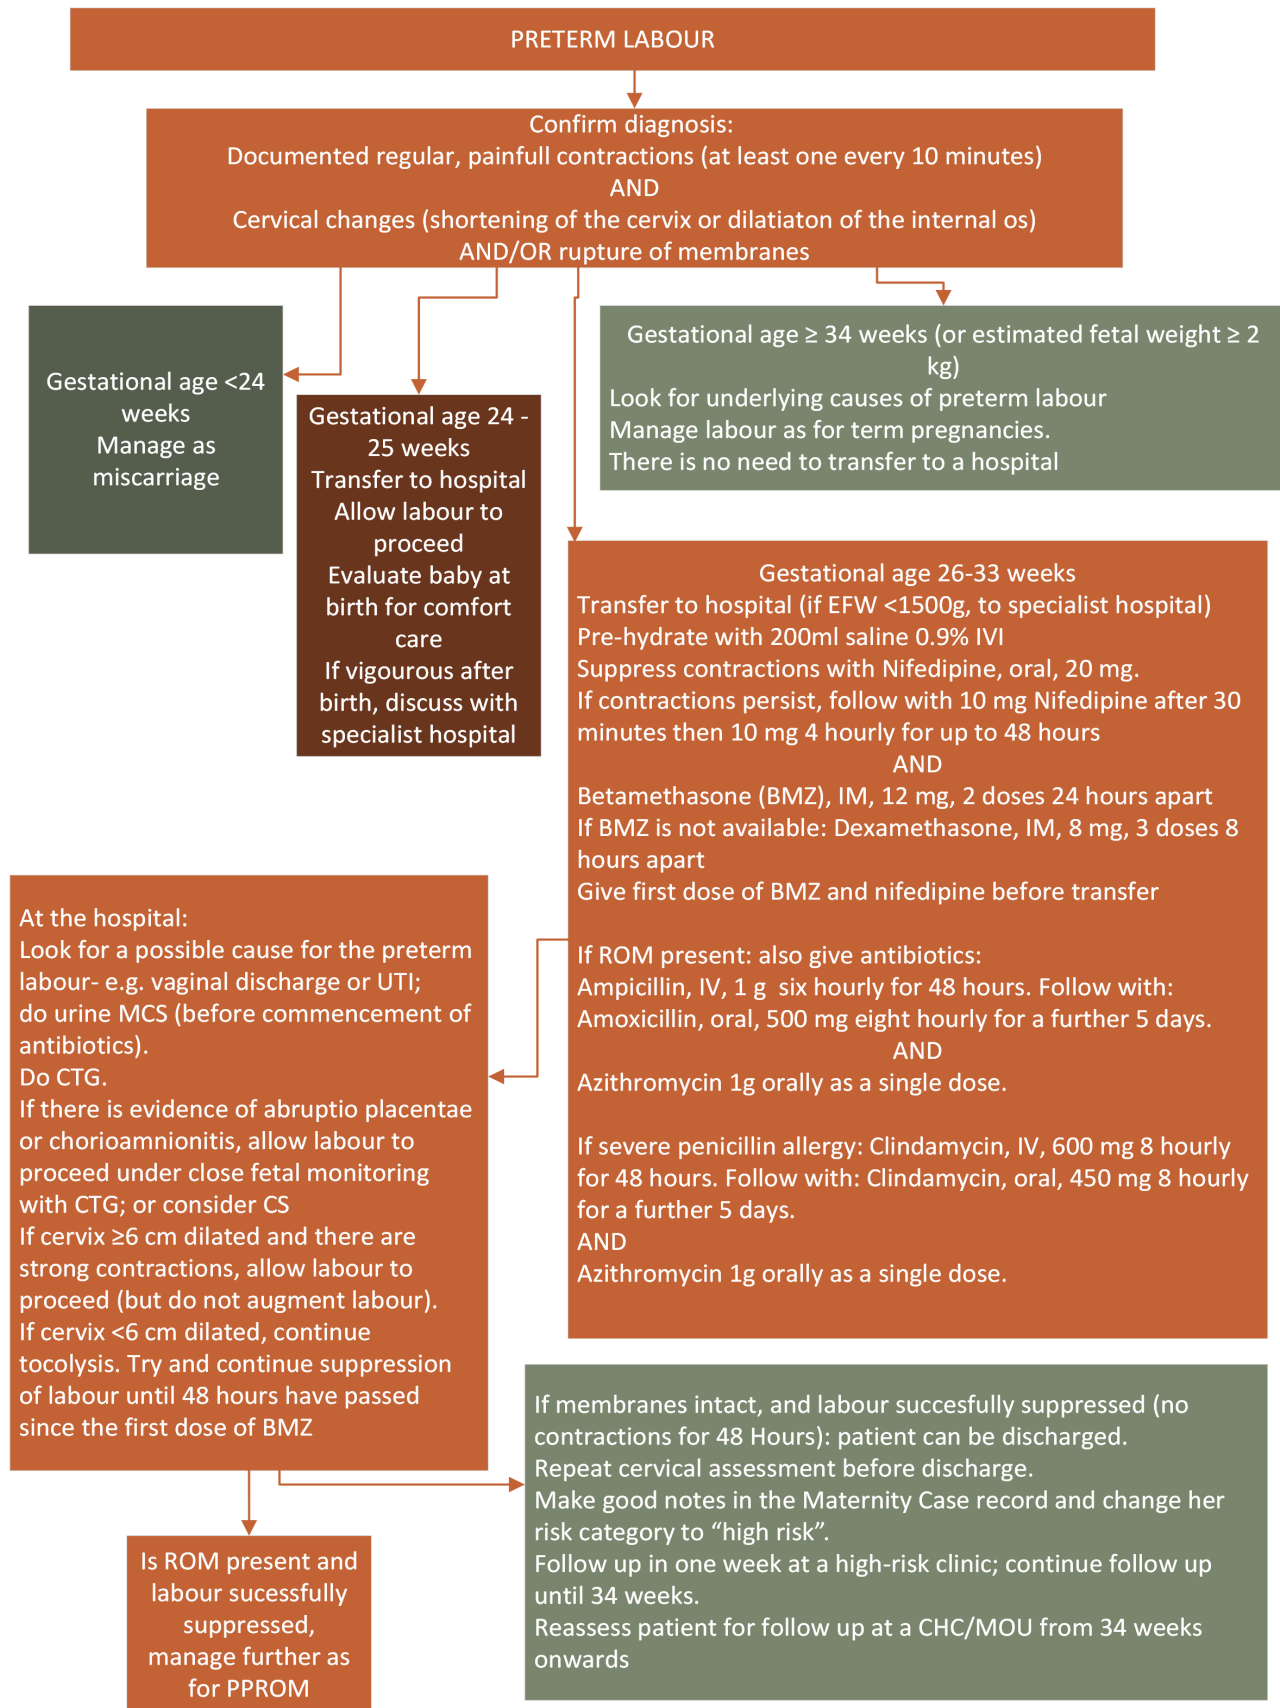 PRETERM LABOUR
Confirm diagnosis:
Documented regular, painfull contractions (at least one every 10 minutes)
AND
Cervical changes (shortening of the cervix or dilatiaton of the internal os)
AND/OR rupture of membranes
Gestational age <24
weeks
Manage as
miscarriage
Gestational age 24 -
25 weeks
Transfer to hospital
Allow labour to
proceed
Evaluate baby at
birth for comfort
care
If vigourous after
birth, discuss with
specialist hospital
Gestational age ≥ 34 weeks (or estimated fetal weight ≥ 2
kg)
Look for underlying causes of preterm labour
Manage labour as for term pregnancies.
There is no need to transfer to a hospital
Gestational age 26-33 weeks
Transfer to hospital (if EFW <1500g, to specialist hospital)
Pre-hydrate with 200ml saline 0.9% IVI
Suppress contractions with Nifedipine, oral, 20 mg.
If contractions persist, follow with 10 mg Nifedipine after 30
minutes then 10 mg 4 hourly for up to 48 hours
AND
Betamethasone (BMZ), IM, 12 mg, 2 doses 24 hours apart
If BMZ is not available: Dexamethasone, IM, 8 mg, 3 doses 8
hours apart
Give first dose of BMZ and nifedipine before transfer
If ROM present: also give antibiotics:
Ampicillin, IV, 1 g  six hourly for 48 hours. Follow with:
Amoxicillin, oral, 500 mg eight hourly for a further 5 days.
AND
Azithromycin 1g orally as a single dose.
If severe penicillin allergy: Clindamycin, IV, 600 mg 8 hourly
for 48 hours. Follow with: Clindamycin, oral, 450 mg 8 hourly
for a further 5 days.
AND
Azithromycin 1g orally as a single dose.
At the hospital:
Look for a possible cause for the preterm
labour- e.g. vaginal discharge or UTI;
do urine MCS (before commencement of
antibiotics).
Do CTG.
If there is evidence of abruptio placentae
or chorioamnionitis, allow labour to
proceed under close fetal monitoring
with CTG; or consider CS
If cervix ≥6 cm dilated and there are
strong contractions, allow labour to
proceed (but do not augment labour).
If cervix <6 cm dilated, continue
tocolysis. Try and continue suppression
of labour until 48 hours have passed
since the first dose of BMZ
If membranes intact, and labour succesfully suppressed (no
contractions for 48 Hours): patient can be discharged.
Repeat cervical assessment before discharge.
Make good notes in the Maternity Case record and change her
risk category to “high risk”.
Follow up in one week at a high-risk clinic; continue follow up
until 34 weeks.
Reassess patient for follow up at a CHC/MOU from 34 weeks
onwards
Is ROM present and
labour sucessfully
suppressed,
manage further as
for PPROM